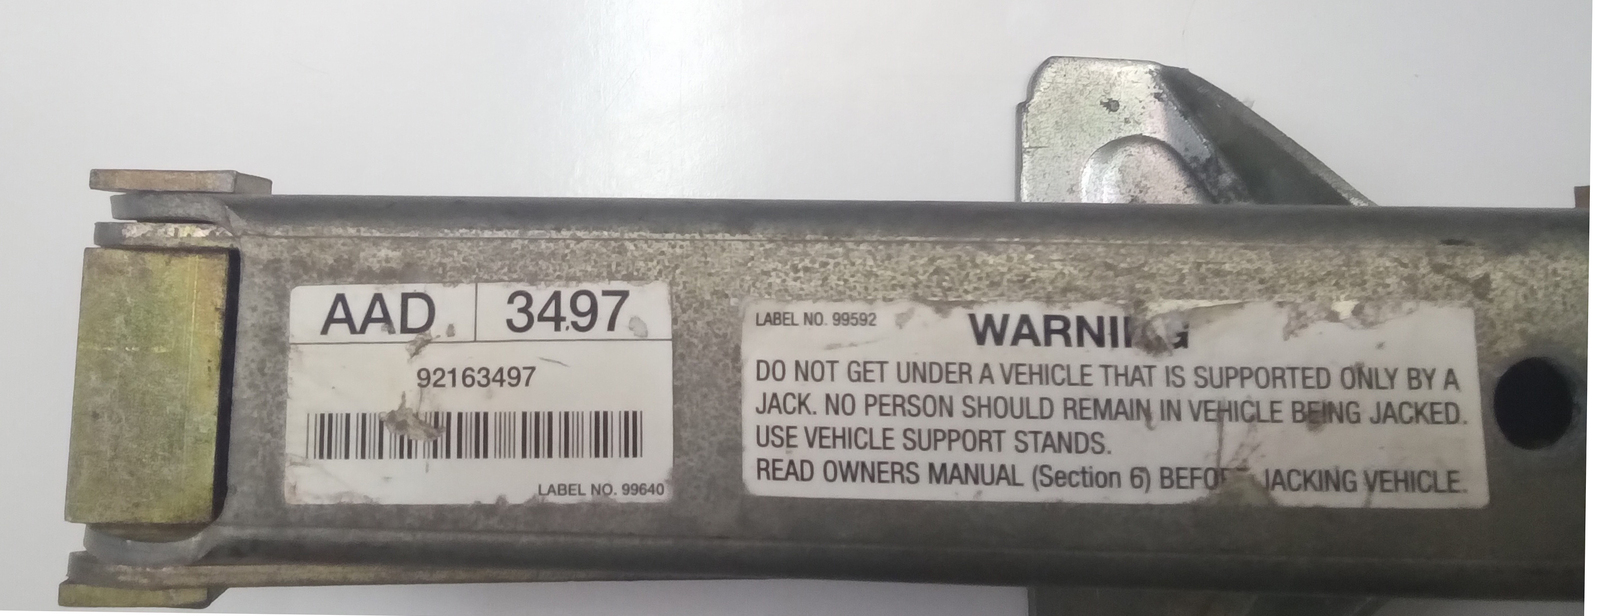 AAD 3497
92163497
LABEL NO. 99640
LABEL NO. 99592
WARNING
DO NOT GET UNDER A VEHICLE THAT IS SUPPORTED ONLY BY A
JACK. NO PERSON SHOULD REMAIN IN VEHICLE BEING JACKED.
USE VEHICLE SUPPORT STANDS.
READ OWNERS MANUAL (Section 6) BEFORE JACKING VEHICLE.